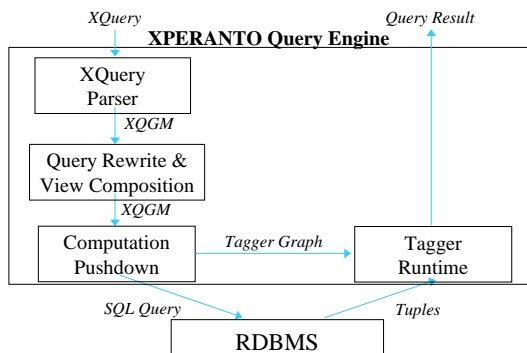 XQuery
Query Result
XPERANTO Query Engine
XQuery
Parser
XQGM
Query Rewrite &
View Composition
XQGM
Computation
Pushdown
Tagger Graph
Tagger
Runtime
SQL Query
Tuples
RDBMS